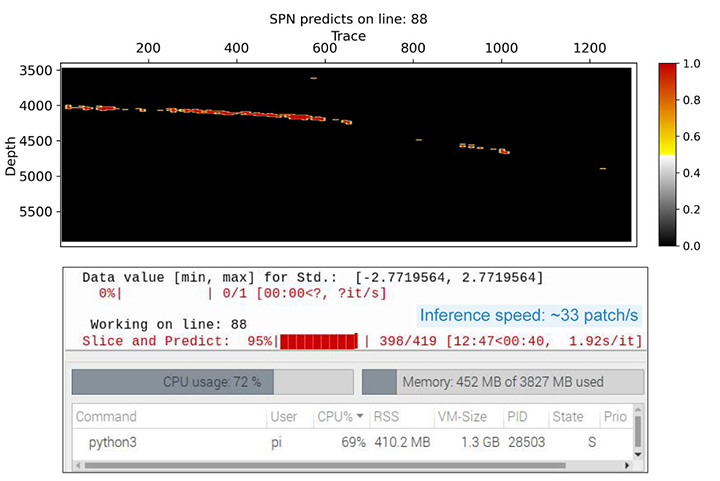 SPN predicts on line: 88
Trace
200 400 600 800 1000 1200
3500
4000
4500
5000
5500
Depth
1.0
0.8
0.6
0.4
0.2
0.0
Data value [min, max] for Std.: [-2.7719564, 2.7719564]
0%| | 0/1 [00:00<?, ?it/s]
Inference speed: ~33 patch/s
Working on line: 88
Slice and Predict: 95%| | 398/419 [12:47<00:40, 1.92s/it]
CPU usage: 72 % Memory: 452 MB of 3827 MB used
Command User CPU% RSS VM-Size PID State Prio
python3 pi 69% 410.2 MB 1.3 GB 28503 S